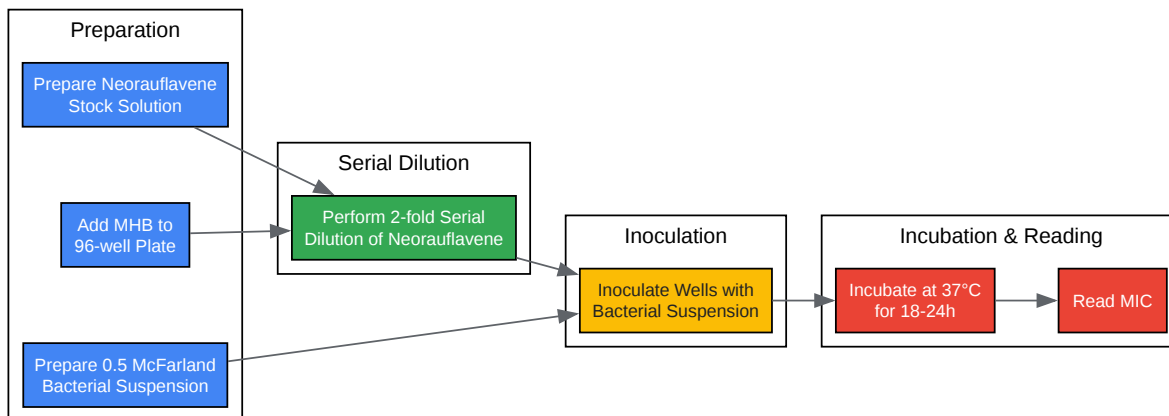 Preparation
Prepare Neorauflavene
Stock Solution
Add MHB to
96-well Plate
Prepare 0.5 McFarland
Bacterial Suspension
Serial Dilution
Perform 2-fold Serial
Dilution of Neorauflavene
Inoculation
Inoculate Wells with
Bacterial Suspension
Incubation & Reading
Incubate at 37°C
for 18-24h
Read MIC